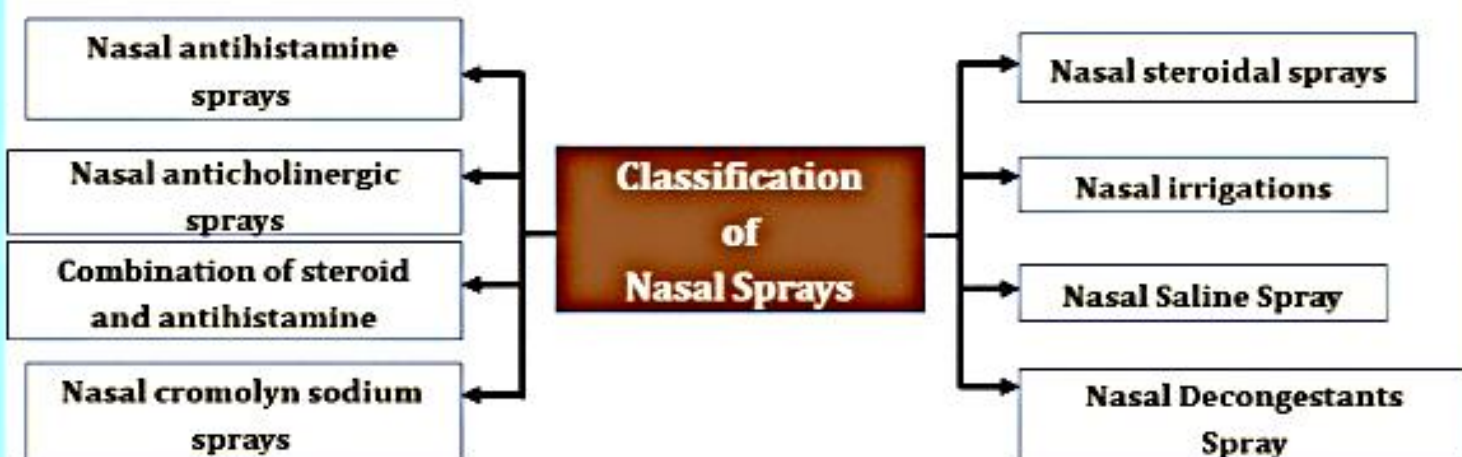 Nasal antihistamine
sprays
Nasal anticholinergic
sprays
Combination of steroid
and antihistamine
Nasal cromolyn sodium
sprays
Classification
of
Nasal Sprays
Nasal steroidal sprays
Nasal irrigations
Nasal Saline Spray
Nasal Decongestants
Spray